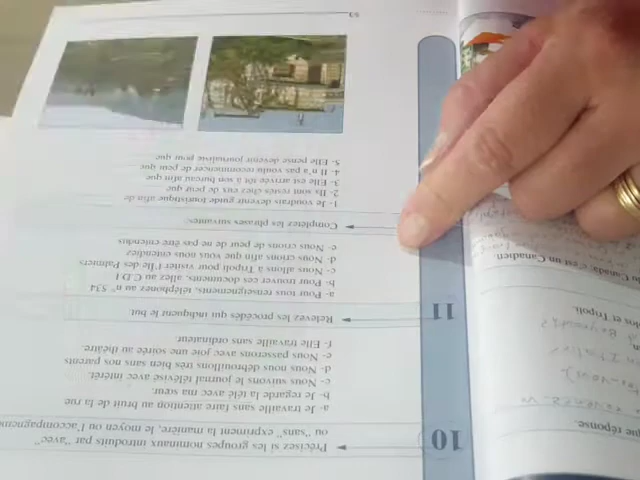 10
Précisez si les groupes nominaux introduits par "avec"
ou "sans" expriment la manière, le moyen ou l'accompagnement
a- Je travaille sans faire attention au bruit de la rue
b- Je regarde la télé avec ma sœur.
c- Nous suivons le journal télévisé avec intérêt.
d- Nous nous débrouillons très bien sans nos parents
e- Nous passerons avec joie une soirée au théâtre.
f- Elle travaille sans ordinateur.
11
Relevez les procédés qui indiquent le but
a- Pour tous renseignements, téléphonez au n° 534
b- Pour trouver ces documents, allez au C.D.I
c- Nous allons à Tripoli pour visiter l'île des Palmiers
d- Nous crions afin que vous nous entendiez
e- Nous crions de peur de ne pas être entendus
Complétez les phrases suivantes:
1- Je voudrais devenir guide touristique afin de
2- Ils sont restés chez eux de peur que
3- Elle est arrivée tôt à son bureau afin que
4- Il n'a pas voulu recommencer de peur que
5- Elle pense devenir journaliste pour que
93
que réponse.
dos et Tripoli.
du Canada; c'est un Canadien.